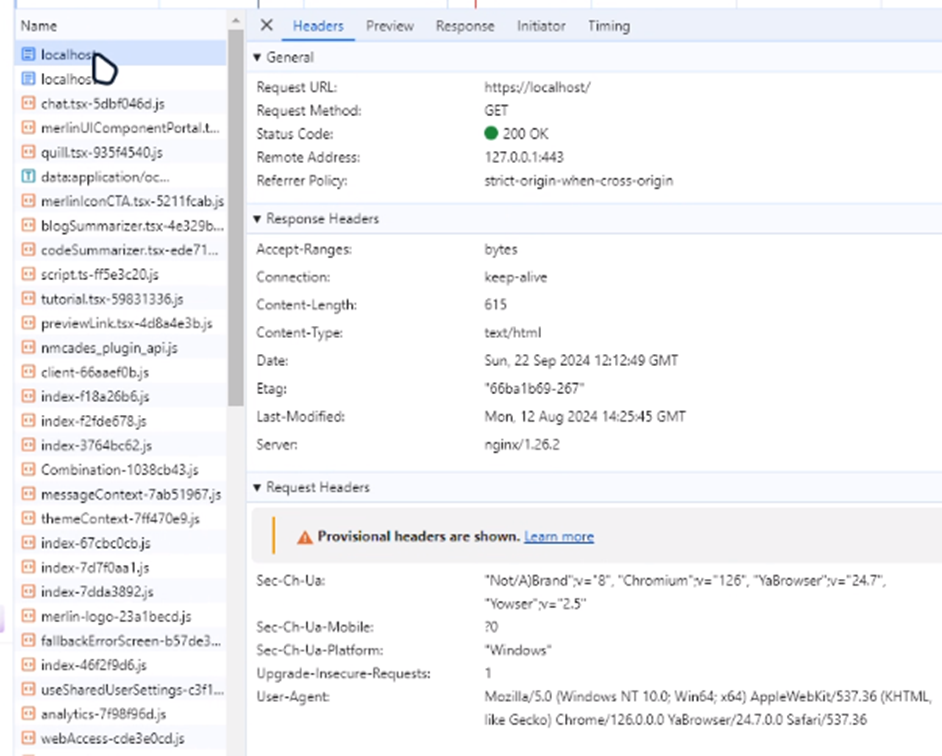 Name
localhost
localhost
chat.tsx-5dbf046d.js
merlinUIComponentPortal.t...
quill.tsx-935f4540.js
data:application/oc...
merlinIconCTA.tsx-5211fcab.js
blogSummarizer.tsx-4e329b...
codeSummarizer.tsx-ede71...
script.ts-ff5e3c20.js
tutorial.tsx-59831336.js
previewLink.tsx-4d8a4e3b.js
nmcades_plugin_api.js
client-66aaef0b.js
index-f18a26b6.js
index-f2fde678.js
index-3764bc62.js
Combination-1038cb43.js
messageContext-7ab51967.js
themeContext-7ff470e9.js
index-67cbc0cb.js
index-7d7f0aa1.js
index-7dda3892.js
merlin-logo-23a1becd.js
fallbackErrorScreen-b57de3...
index-46f2f9d6.js
useSharedUserSettings-c3f1...
analytics-7f98f96d.js
webAccess-cde3e0cd.js
Headers Preview Response Initiator Timing
▼ General
Request URL: https://localhost/
Request Method: GET
Status Code: 200 OK
Remote Address: 127.0.0.1:443
Referrer Policy: strict-origin-when-cross-origin
▼ Response Headers
Accept-Ranges: bytes
Connection: keep-alive
Content-Length: 615
Content-Type: text/html
Date: Sun, 22 Sep 2024 12:12:49 GMT
Etag: "66ba1b69-267"
Last-Modified: Mon, 12 Aug 2024 14:25:45 GMT
Server: nginx/1.26.2
▼ Request Headers
Provisional headers are shown. Learn more
Sec-Ch-Ua: "Not/A)Brand";v="8", "Chromium";v="126", "YaBrowser";v="24.7",
"Yowser";v="2.5"
Sec-Ch-Ua-Mobile: ?0
Sec-Ch-Ua-Platform: "Windows"
Upgrade-Insecure-Requests: 1
User-Agent: Mozilla/5.0 (Windows NT 10.0; Win64; x64) AppleWebKit/537.36 (KHTML,
like Gecko) Chrome/126.0.0.0 YaBrowser/24.7.0.0 Safari/537.36